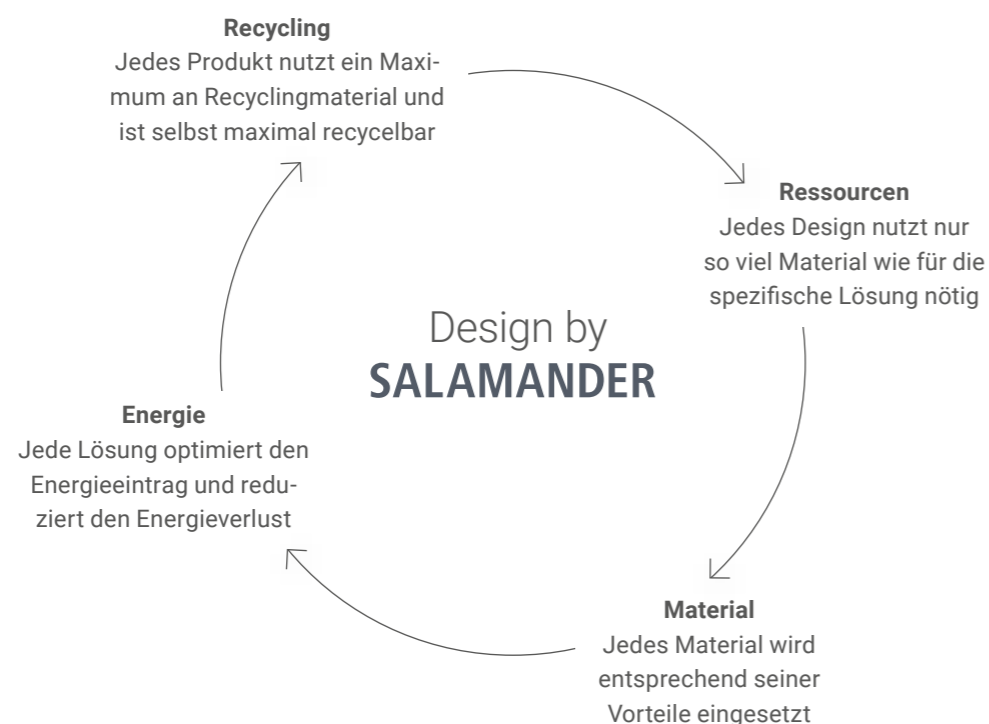 Recycling
Jedes Produkt nutzt ein Maxi-
mum an Recyclingmaterial und
ist selbst maximal recycelbar
Ressourcen
Jedes Design nutzt nur
so viel Material wie für die
spezifische Lösung nötig
Design by
SALAMANDER
Energie
Jede Lösung optimiert den
Energieeintrag und redu-
ziert den Energieverlust
Material
Jedes Material wird
entsprechend seiner
Vorteile eingesetzt